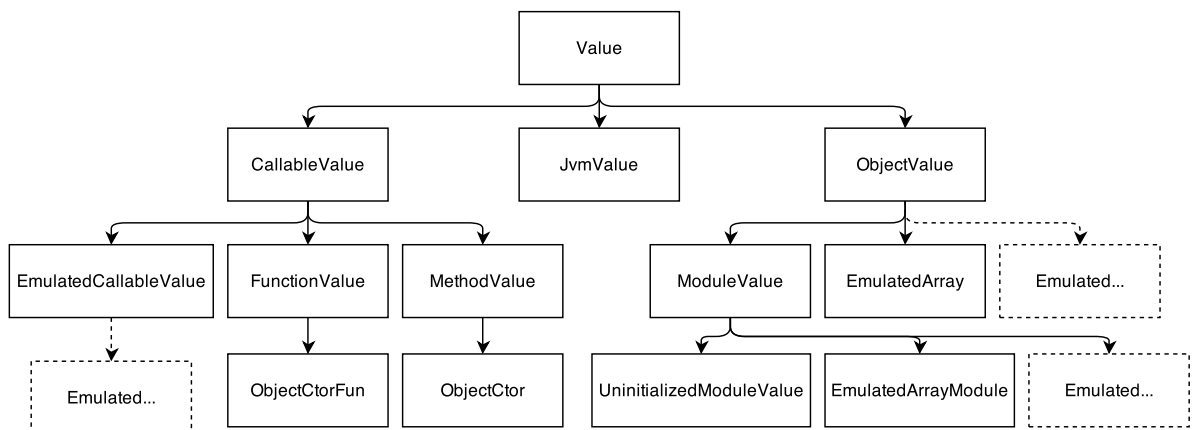 Value
CallableValue
JvmValue
ObjectValue
EmulatedCallableValue
FunctionValue
MethodValue
ModuleValue
EmulatedArray
Emulated...
Emulated...
ObjectCtorFun
ObjectCtor
UninitializedModuleValue
EmulatedArrayModule
Emulated...